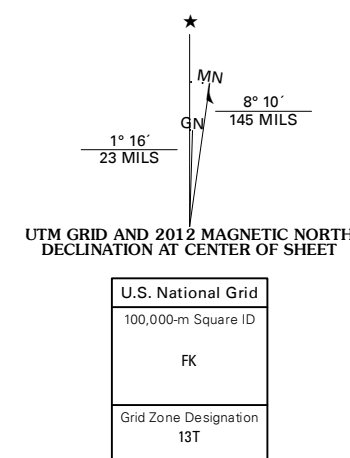 ★
MN
8° 10´
145 MILS
GN
1° 16´
23 MILS
UTM GRID AND 2012 MAGNETIC NORTH
DECLINATION AT CENTER OF SHEET
U.S. National Grid
100,000-m Square ID
FK
Grid Zone Designation
13T